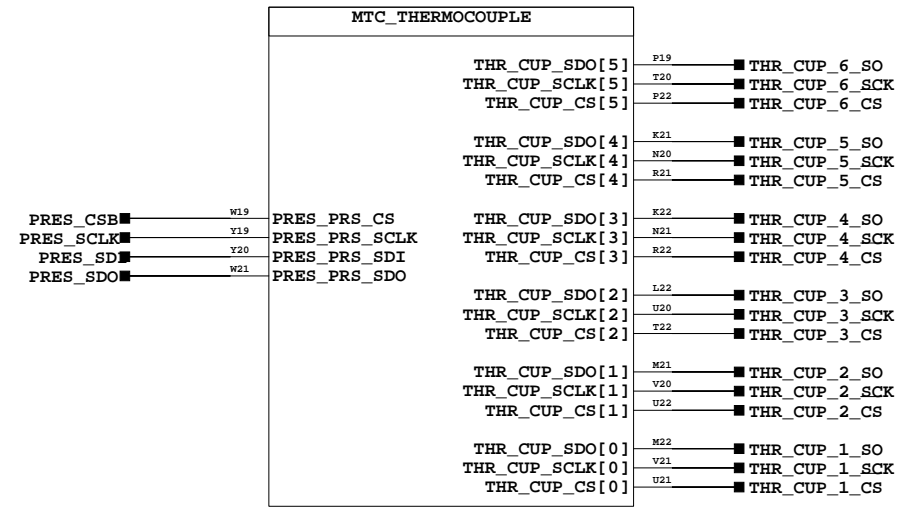 MTC_THERMOCOUPLE
THR_CUP_SDO[5] P19 THR_CUP_6_SO
THR_CUP_SCLK[5] T20 THR_CUP_6_SCK
THR_CUP_CS[5] P22 THR_CUP_6_CS
THR_CUP_SDO[4] K21 THR_CUP_5_SO
THR_CUP_SCLK[4] N20 THR_CUP_5_SCK
THR_CUP_CS[4] R21 THR_CUP_5_CS
PRES_CSB W19 PRES_PRS_CS THR_CUP_SDO[3] K22 THR_CUP_4_SO
PRES_SCLK Y19 PRES_PRS_SCLK THR_CUP_SCLK[3] N21 THR_CUP_4_SCK
PRES_SDI Y20 PRES_PRS_SDI THR_CUP_CS[3] R22 THR_CUP_4_CS
PRES_SDO W21 PRES_PRS_SDO
THR_CUP_SDO[2] L22 THR_CUP_3_SO
THR_CUP_SCLK[2] U20 THR_CUP_3_SCK
THR_CUP_CS[2] T22 THR_CUP_3_CS
THR_CUP_SDO[1] M21 THR_CUP_2_SO
THR_CUP_SCLK[1] V20 THR_CUP_2_SCK
THR_CUP_CS[1] U22 THR_CUP_2_CS
THR_CUP_SDO[0] M22 THR_CUP_1_SO
THR_CUP_SCLK[0] V21 THR_CUP_1_SCK
THR_CUP_CS[0] U21 THR_CUP_1_CS